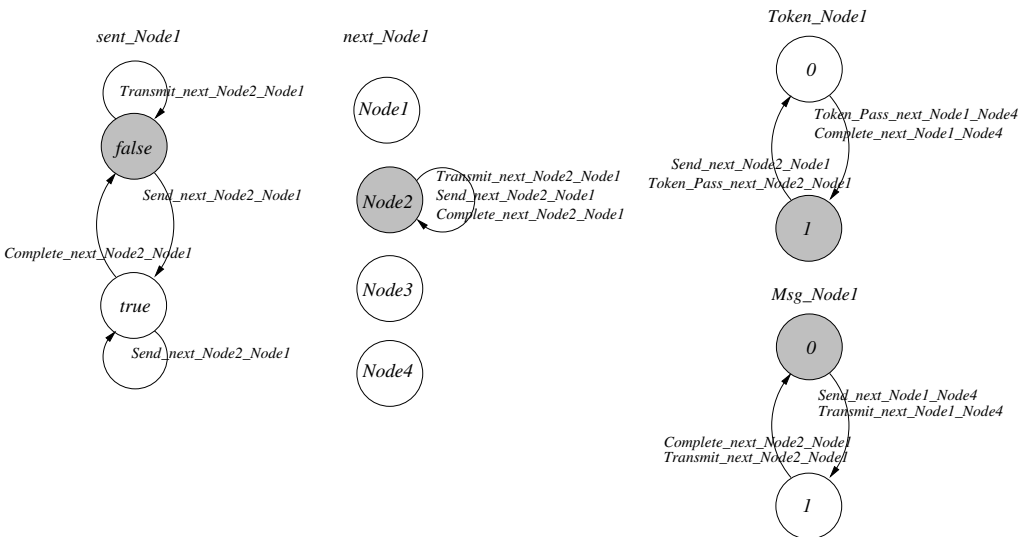 sent_Node1
Transmit_next_Node2_Node1
false
Send_next_Node2_Node1
Complete_next_Node2_Node1
true
Send_next_Node2_Node1
next_Node1
Node1
Node2
Transmit_next_Node2_Node1
Send_next_Node2_Node1
Complete_next_Node2_Node1
Node3
Node4
Token_Node1
0
Token_Pass_next_Node1_Node4
Complete_next_Node1_Node4
Send_next_Node2_Node1
Token_Pass_next_Node2_Node1
1
Msg_Node1
0
Send_next_Node1_Node4
Transmit_next_Node1_Node4
Complete_next_Node2_Node1
Transmit_next_Node2_Node1
1